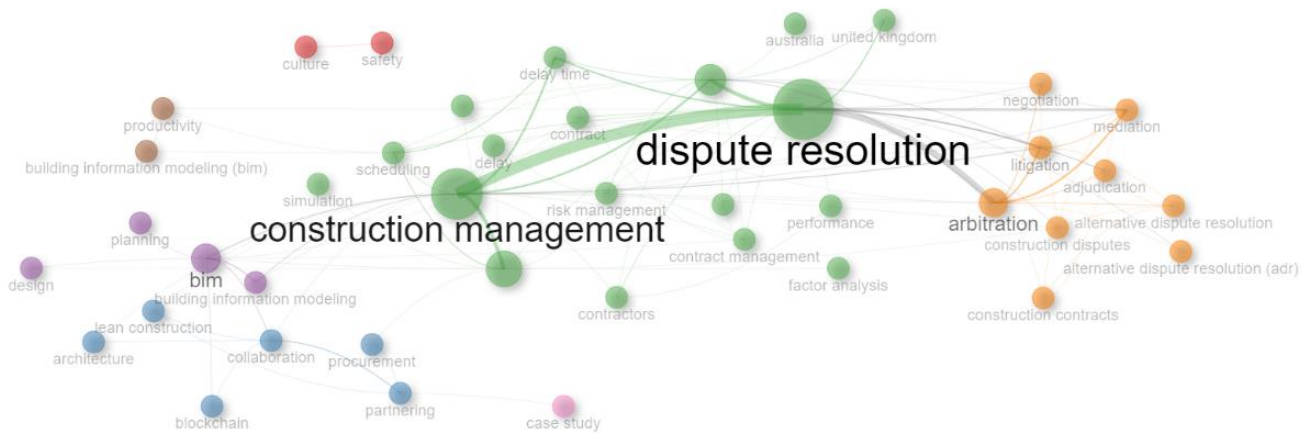 australia
united kingdom
culture
safety
delay time
negotiation
mediation
productivity
contract
dispute resolution
building information modeling (bim)
scheduling
delay
litigation
adjudication
simulation
risk management
performance
arbitration
alternative dispute resolution
construction management
planning
contract management
construction disputes
alternative dispute resolution (adr)
design
bim
building information modeling
factor analysis
contractors
construction contracts
lean construction
architecture
collaboration
procurement
blockchain
partnering
case study